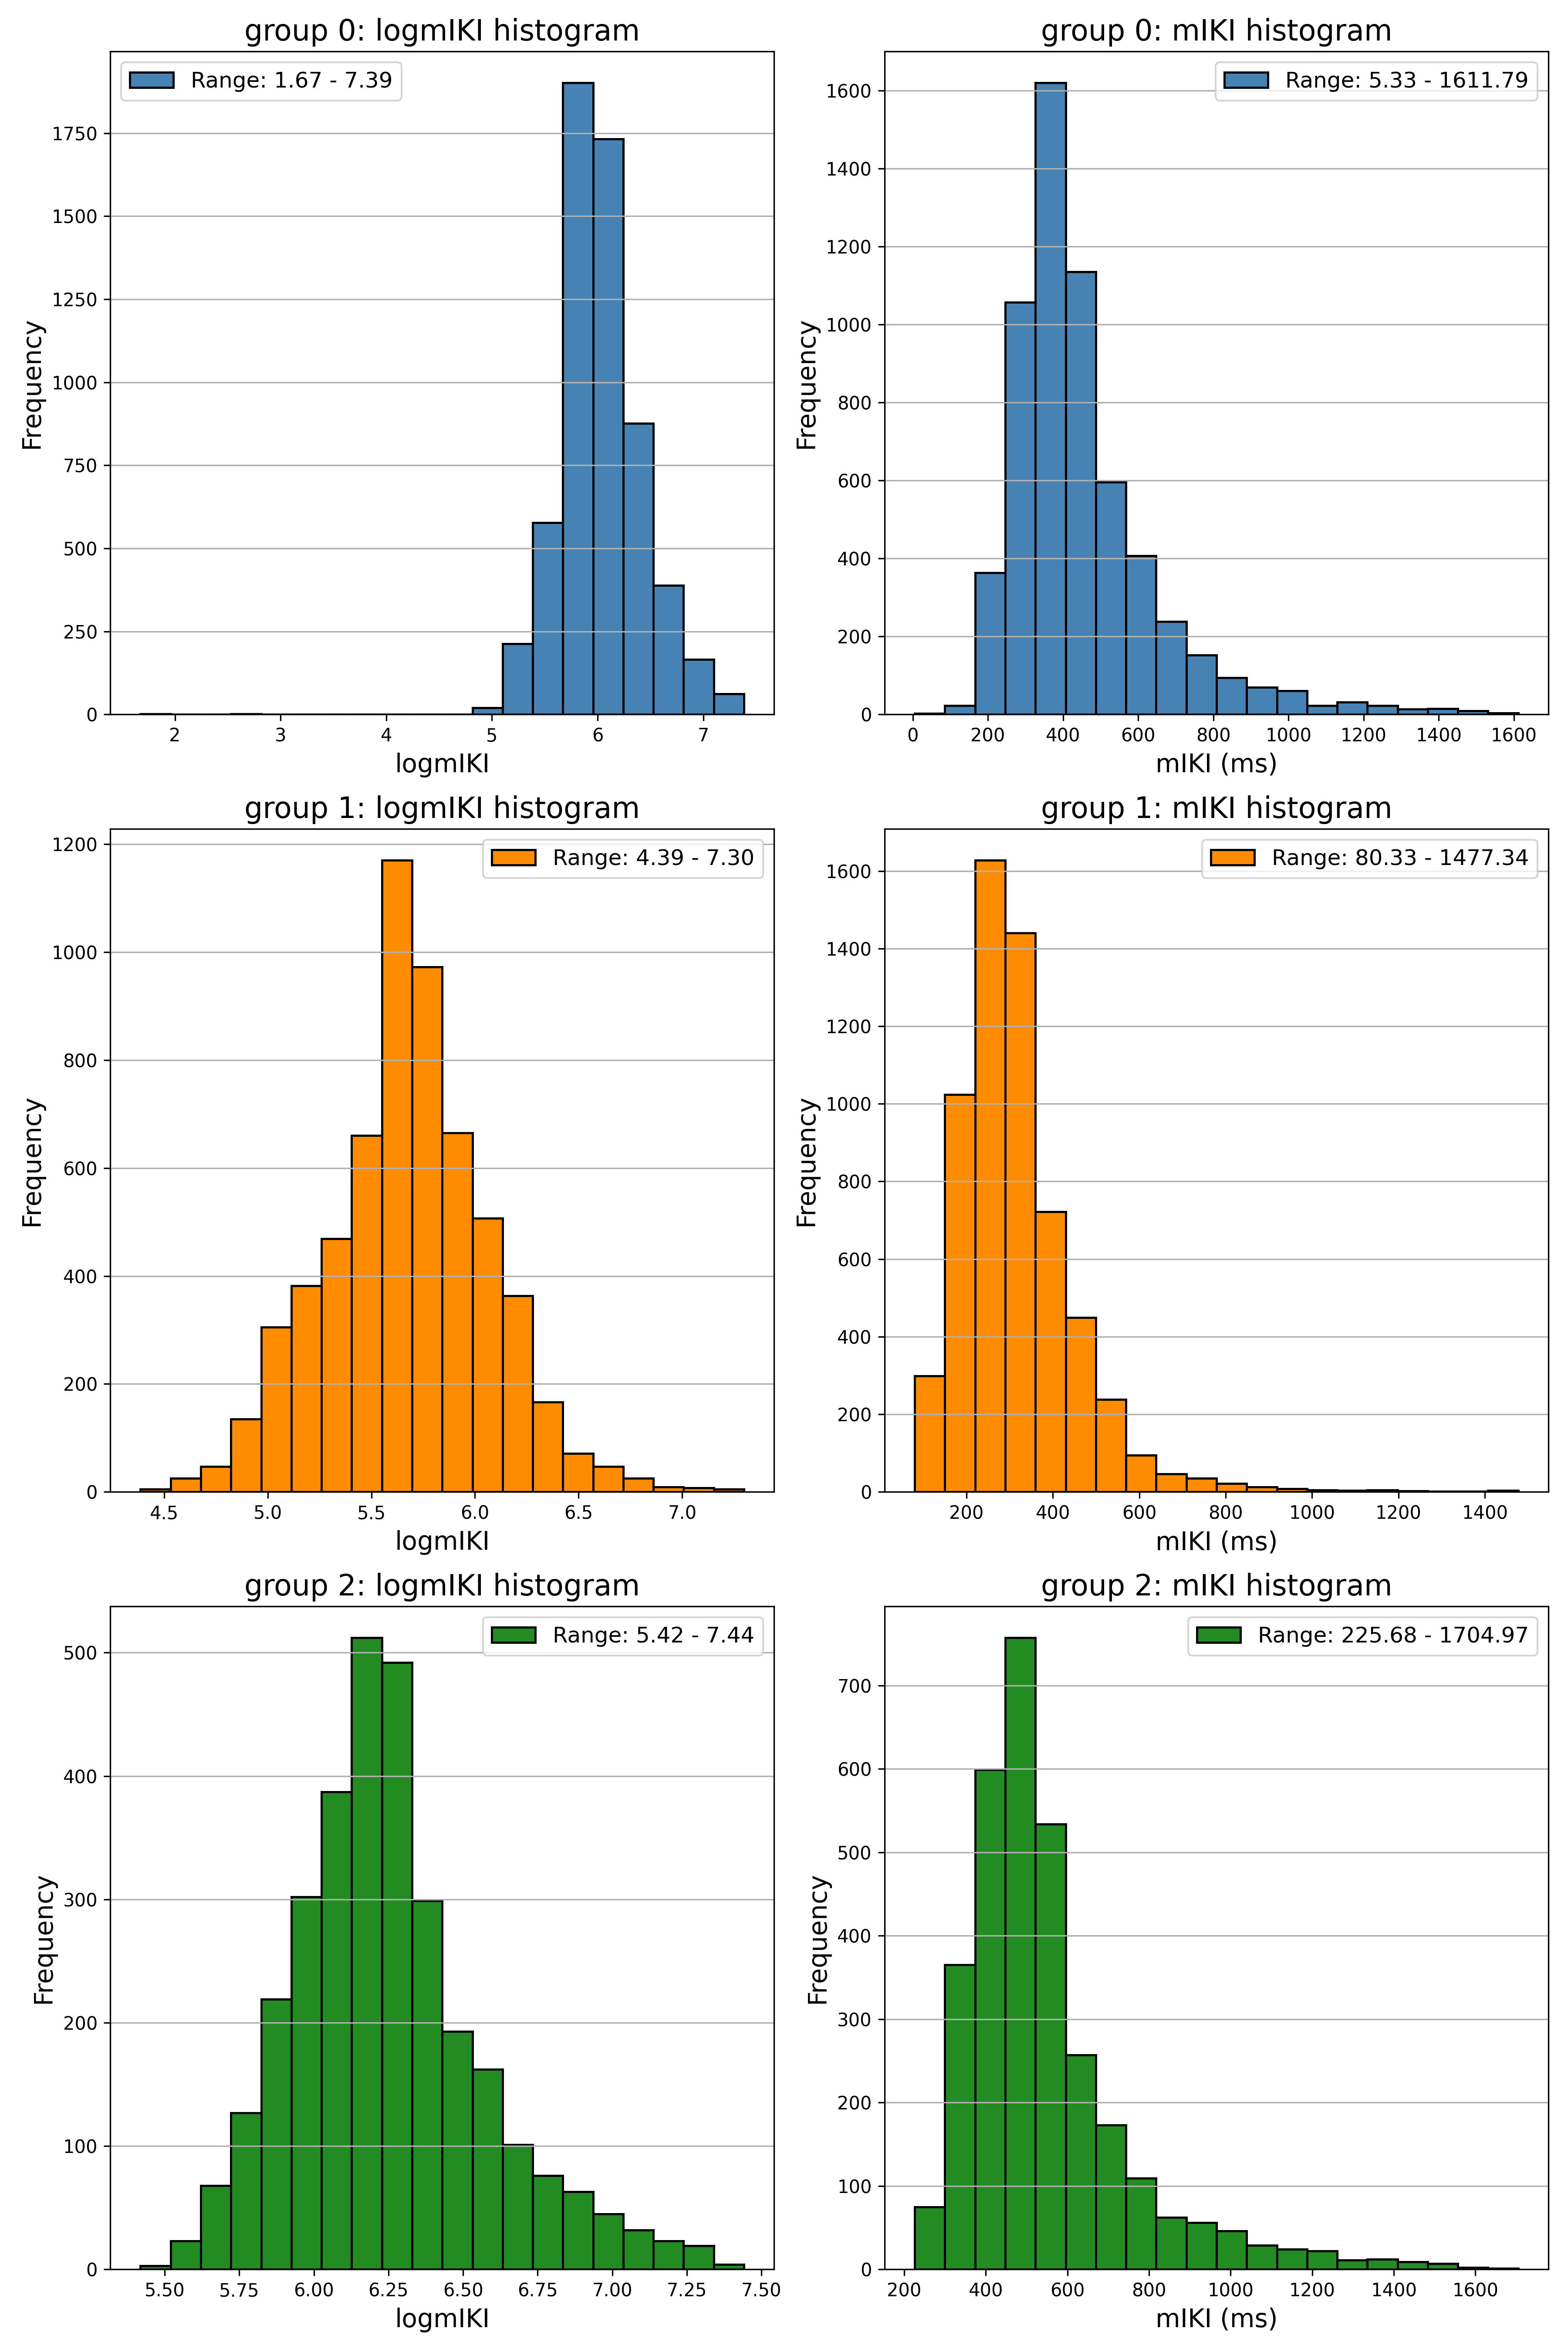 group 0: logmIKI histogram
Range: 1.67 - 7.39
1750
1500
1250
1000
750
500
250
0
Frequency
2 3 4 5 6 7
logmIKI
group 0: mIKI histogram
Range: 5.33 - 1611.79
1600
1400
1200
1000
800
600
400
200
0
Frequency
0 200 400 600 800 1000 1200 1400 1600
mIKI (ms)
group 1: logmIKI histogram
Range: 4.39 - 7.30
1200
1000
800
600
400
200
0
Frequency
4.5 5.0 5.5 6.0 6.5 7.0
logmIKI
group 1: mIKI histogram
Range: 80.33 - 1477.34
1600
1400
1200
1000
800
600
400
200
0
Frequency
200 400 600 800 1000 1200 1400
mIKI (ms)
group 2: logmIKI histogram
Range: 5.42 - 7.44
500
400
300
200
100
0
Frequency
5.50 5.75 6.00 6.25 6.50 6.75 7.00 7.25 7.50
logmIKI
group 2: mIKI histogram
Range: 225.68 - 1704.97
700
600
500
400
300
200
100
0
Frequency
200 400 600 800 1000 1200 1400 1600
mIKI (ms)